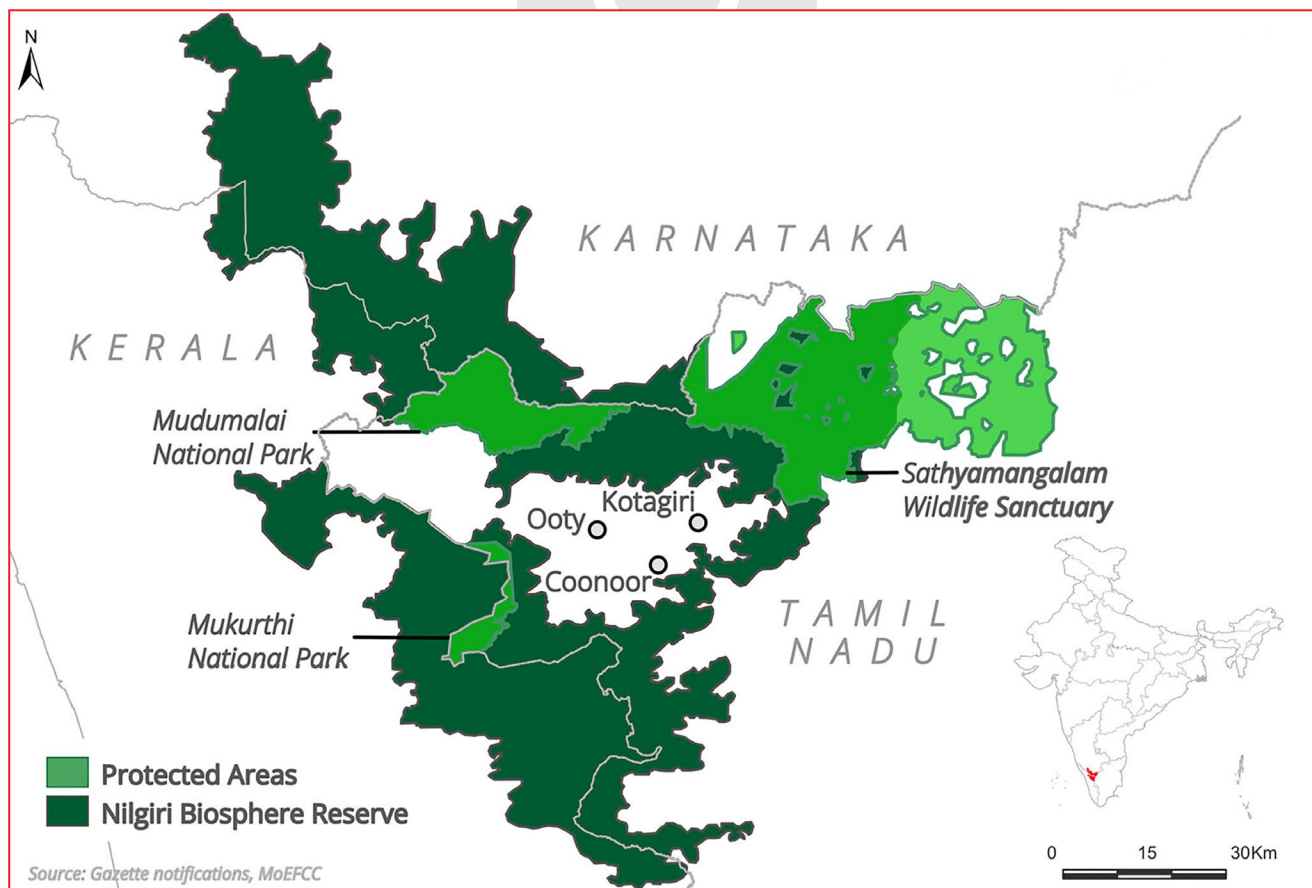 N
KARNATAKA
KERALA
Mudumalai
National Park
Sathyamangalam
Wildlife Sanctuary
Kotagiri
Ooty
Coonoor
Mukurthi
National Park
TAMIL
NADU
Protected Areas
Nilgiri Biosphere Reserve
0 15 30Km
Source: Gazette notifications, MoEFCC